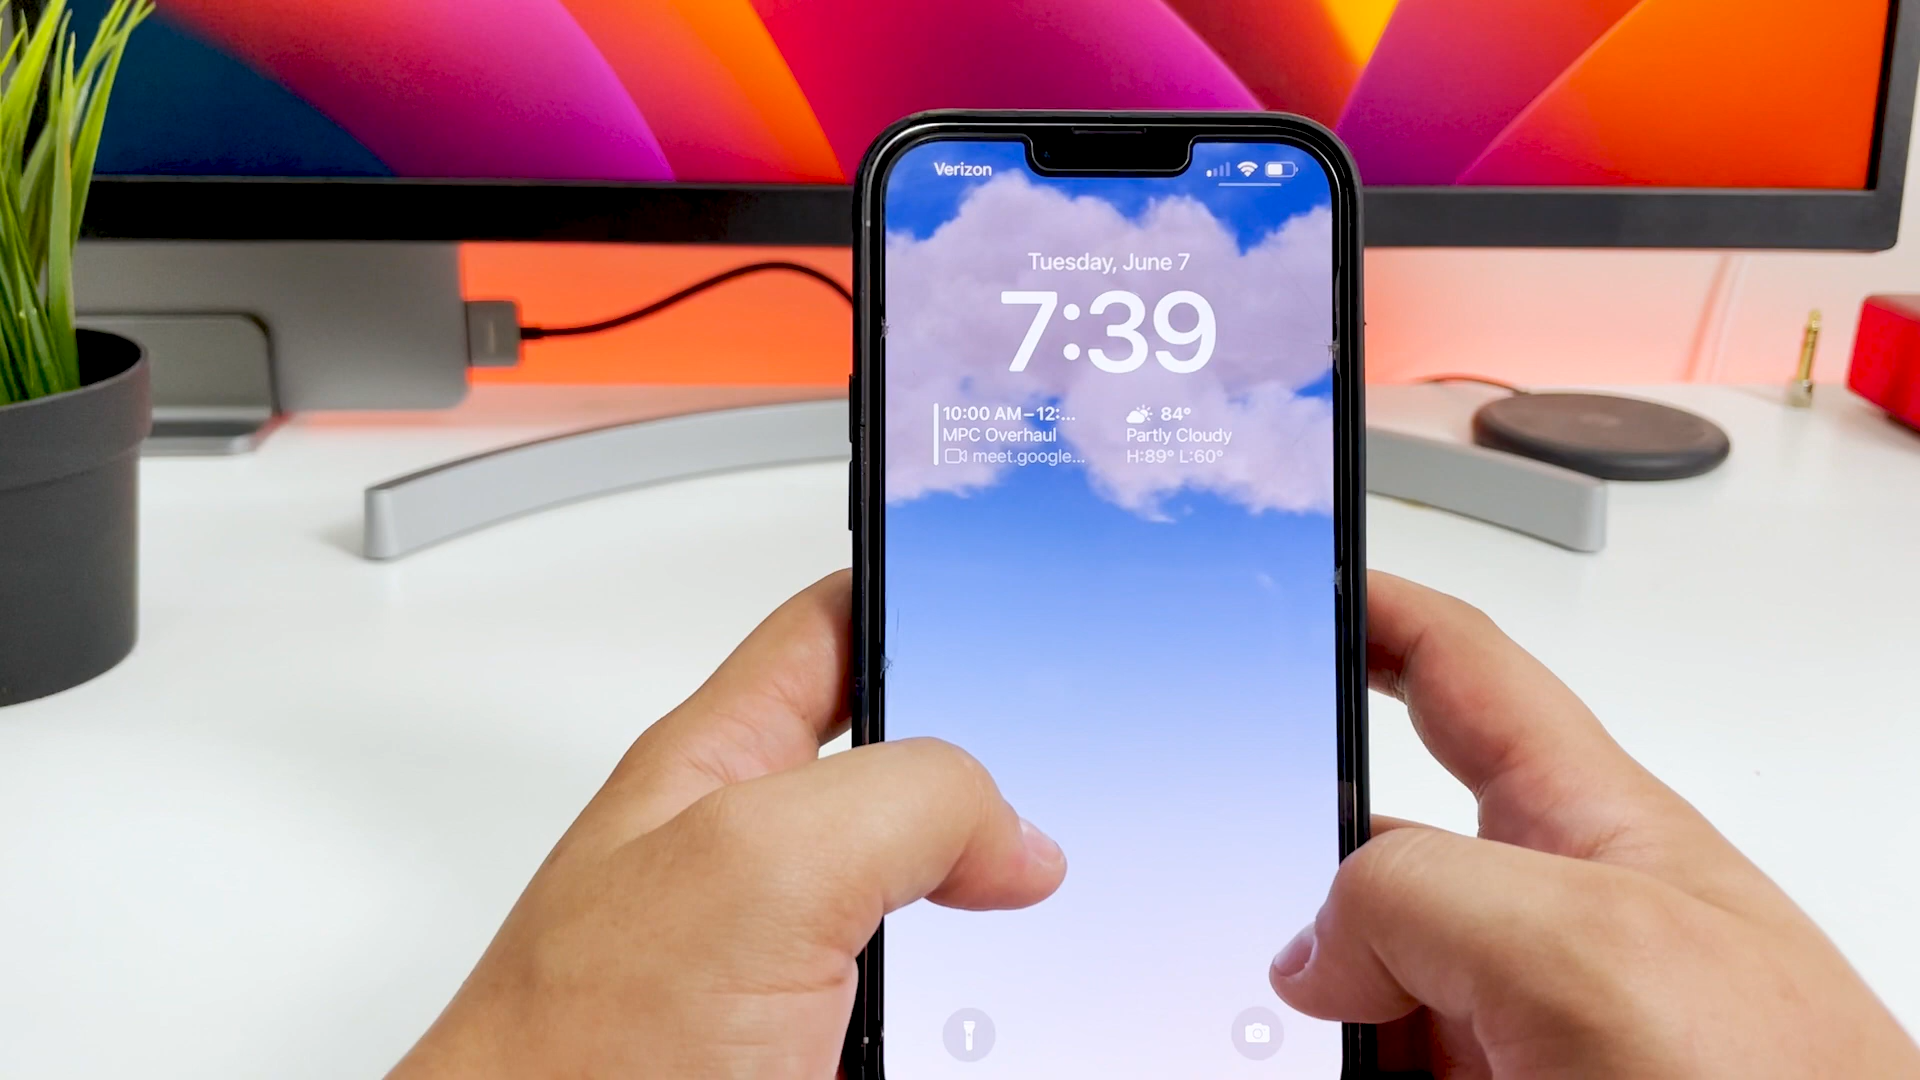 Verizon
Tuesday, June 7
7:39
10:00 AM–12:...
MPC Overhaul
meet.google...
84°
Partly Cloudy
H:89° L:60°